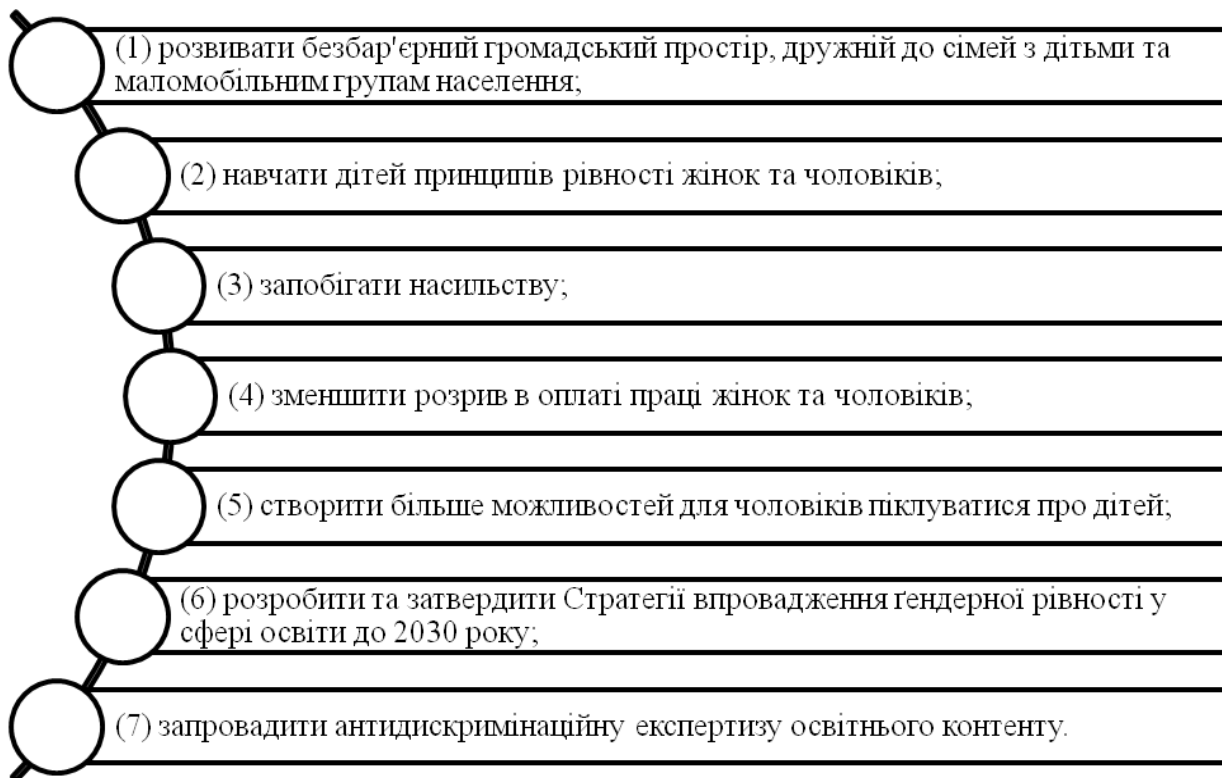 (1) розвивати безбар'єрний громадський простір, дружній до сімей з дітьми та
маломобільним групам населення;
(2) навчати дітей принципів рівності жінок та чоловіків;
(3) запобігати насильству;
(4) зменшити розрив в оплаті праці жінок та чоловіків;
(5) створити більше можливостей для чоловіків піклуватися про дітей;
(6) розробити та затвердити Стратегії впровадження ґендерної рівності у
сфері освіти до 2030 року;
(7) запровадити антидискримінаційну експертизу освітнього контенту.